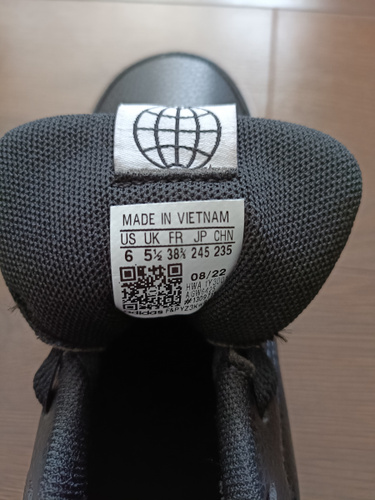 MADE IN VIETNAM
US UK FR JP CHN
6 5½ 38⅔ 245 235
08/22
adidas